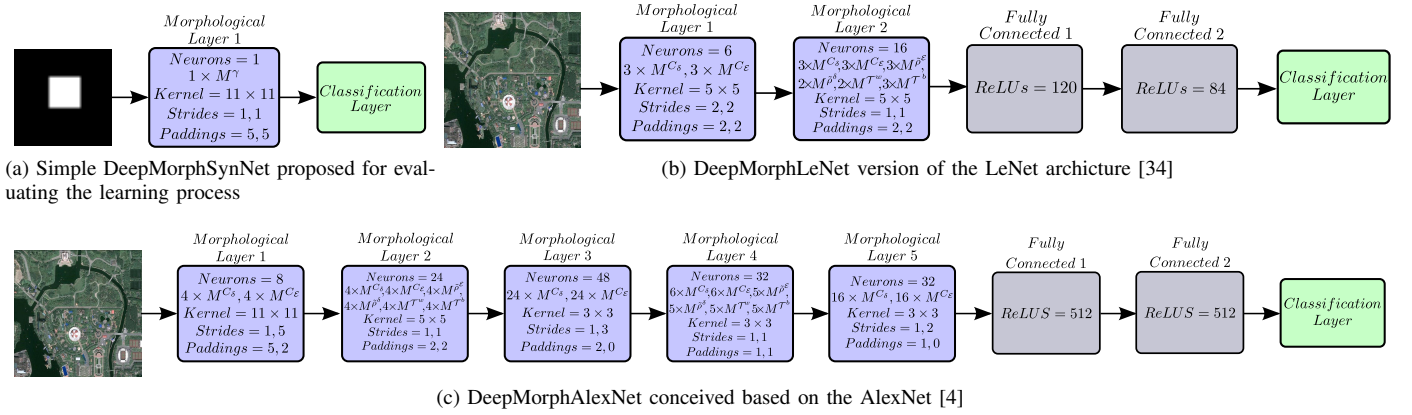 Morphological
Layer 1
Neurons = 1
1 × M^γ
Kernel = 11 × 11
Strides = 1, 1
Paddings = 5, 5
Classification
Layer
(a) Simple DeepMorphSynNet proposed for eval-
uating the learning process
Morphological
Layer 1
Neurons = 6
3 × M^{C_δ}, 3 × M^{C_ε}
Kernel = 5 × 5
Strides = 2, 2
Paddings = 2, 2
Morphological
Layer 2
Neurons = 16
3×M^{C_δ},3×M^{C_ε},3×M^{ρ̃^ε},
2×M^{ρ̃^δ},2×M^{T^w},3×M^{T^b}
Kernel = 5 × 5
Strides = 1, 1
Paddings = 2, 2
Fully
Connected 1
ReLUs = 120
Fully
Connected 2
ReLUs = 84
Classification
Layer
(b) DeepMorphLeNet version of the LeNet archicture [34]
Morphological
Layer 1
Neurons = 8
4 × M^{C_δ}, 4 × M^{C_ε}
Kernel = 11 × 11
Strides = 1, 5
Paddings = 5, 2
Morphological
Layer 2
Neurons = 24
4×M^{C_δ},4×M^{C_ε},4×M^{ρ̃^ε},
4×M^{ρ̃^δ},4×M^{T^w},4×M^{T^b}
Kernel = 5 × 5
Strides = 1, 1
Paddings = 2, 2
Morphological
Layer 3
Neurons = 48
24 × M^{C_δ}, 24 × M^{C_ε}
Kernel = 3 × 3
Strides = 1, 3
Paddings = 2, 0
Morphological
Layer 4
Neurons = 32
6×M^{C_δ},6×M^{C_ε},5×M^{ρ̃^ε},
5×M^{ρ̃^δ},5×M^{T^w},5×M^{T^b}
Kernel = 3 × 3
Strides = 1, 1
Paddings = 1, 1
Morphological
Layer 5
Neurons = 32
16 × M^{C_δ}, 16 × M^{C_ε}
Kernel = 3 × 3
Strides = 1, 2
Paddings = 1, 0
Fully
Connected 1
ReLUS = 512
Fully
Connected 2
ReLUS = 512
Classification
Layer
(c) DeepMorphAlexNet conceived based on the AlexNet [4]